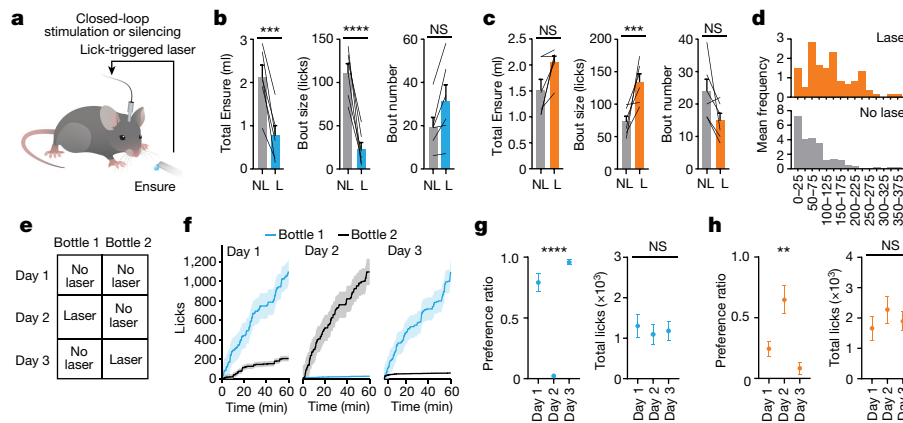 a
Closed-loop
stimulation or silencing
Lick-triggered laser
Ensure
b
***
****
NS
Total Ensure (ml)
3
2
1
0
NL L
Bout size (licks)
150
100
50
0
NL L
Bout number
60
40
20
0
NL L
c
NS
***
NS
Total Ensure (ml)
2.5
2.0
1.5
1.0
0.5
0
NL L
Bout size (licks)
200
150
100
50
0
NL L
Bout number
40
30
20
10
0
NL L
d
Mean frequency
Lase
3
0
No lase
6
3
0
0–25
50–75
100–125
150–175
200–225
250–275
300–325
350–375
e
Bottle 1 Bottle 2
Day 1 No laser No laser
Day 2 Laser No laser
Day 3 No laser Laser
f
Bottle 1 Bottle 2
Day 1 Day 2 Day 3
Licks
1,200
1,000
800
600
400
200
0
0 20 40 60 0 20 40 60 0 20 40 60
Time (min) Time (min) Time (min)
g
****
NS
Preference ratio
1.0
0.5
0
Day 1 Day 2 Day 3
Total licks (×10³)
3
2
1
0
Day 1 Day 2 Day 3
h
**
NS
Preference ratio
1.0
0.5
0
Day 1 Day 2 Day 3
Total licks (×10³)
4
2
0
Day 1 Day 2 Day 3